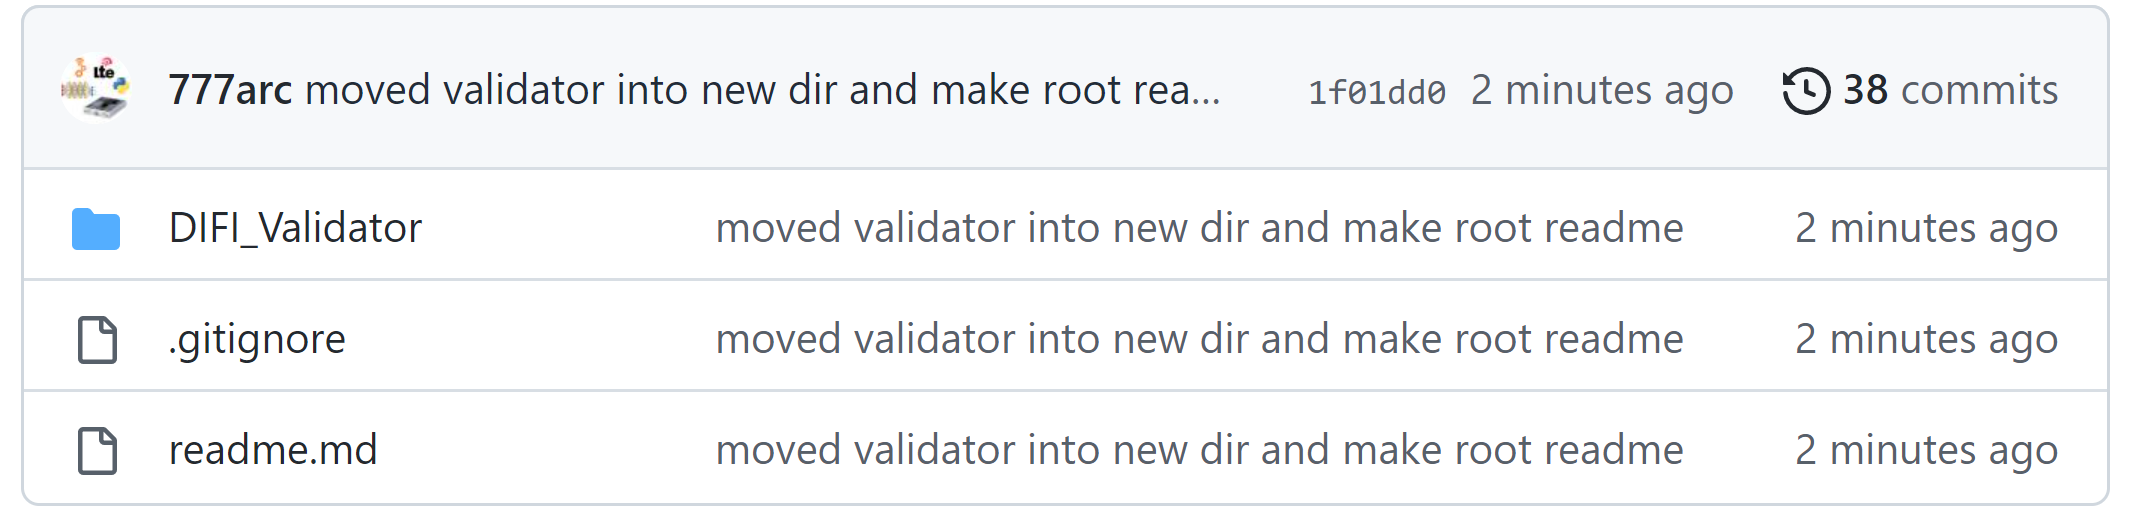 lte
777arc moved validator into new dir and make root rea... 1f01dd0 2 minutes ago 38 commits
DIFI_Validator moved validator into new dir and make root readme 2 minutes ago
.gitignore moved validator into new dir and make root readme 2 minutes ago
readme.md moved validator into new dir and make root readme 2 minutes ago